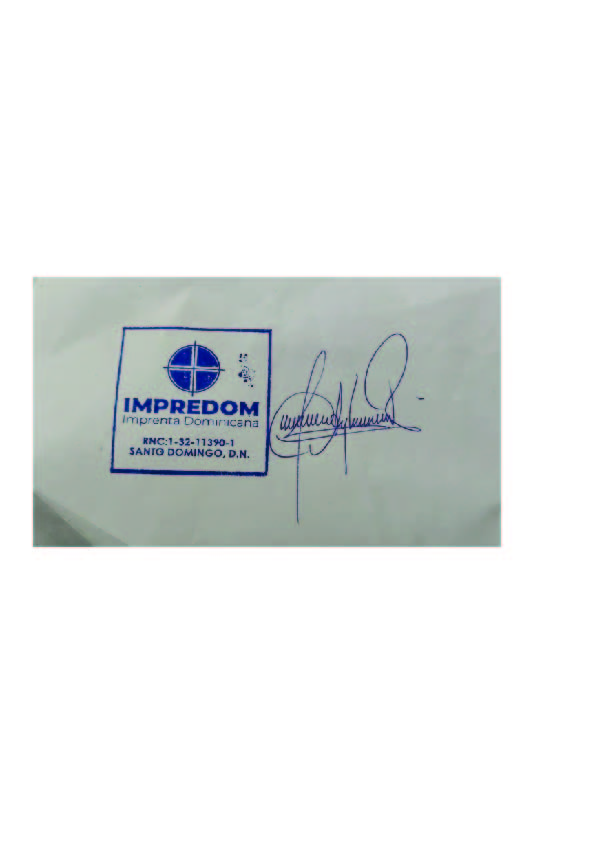 IMPREDOM
Imprenta Dominicana
RNC:1-32-11390-1
SANTO DOMINGO, D.N.